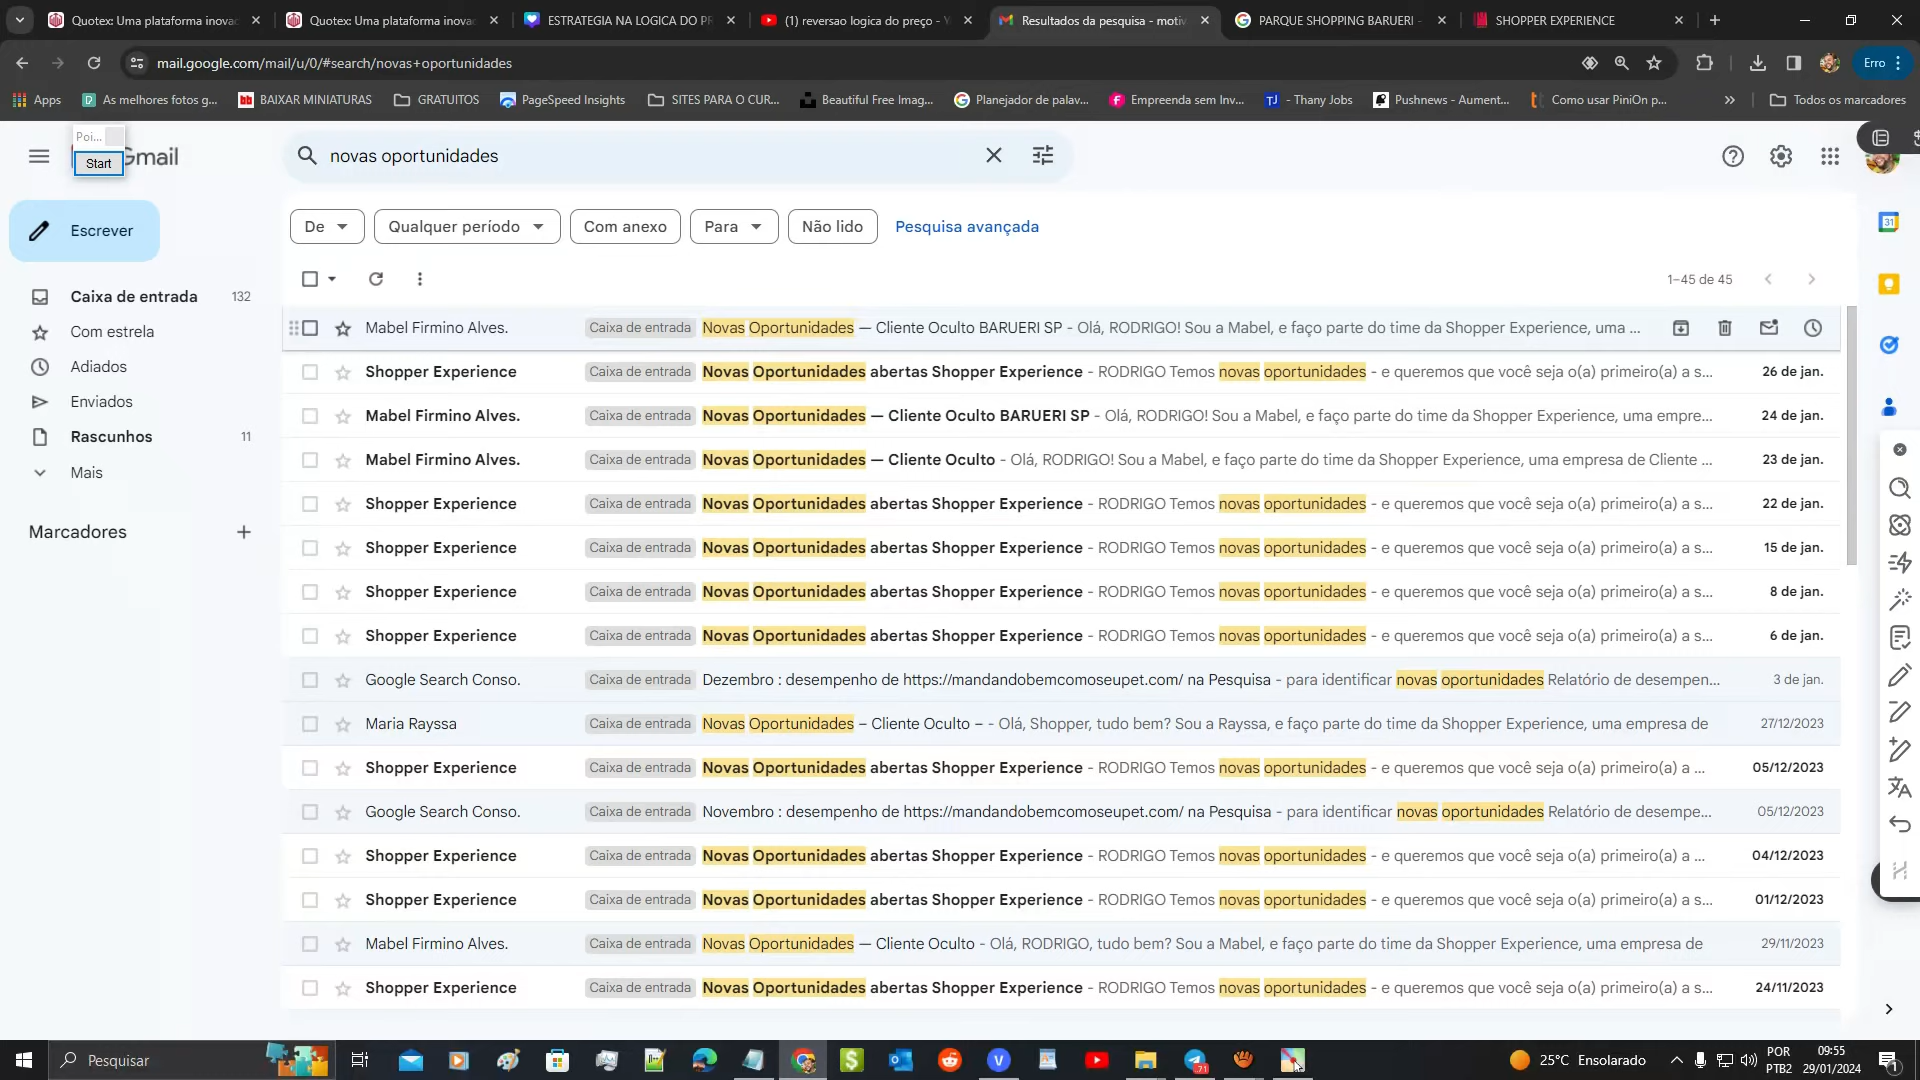 Quotex: Uma plataforma inova
Quotex: Uma plataforma inova
ESTRATEGIA NA LOGICA DO PR
(1) reversao logica do preço - Y
Resultados da pesquisa - motiv
PARQUE SHOPPING BARUERI -
SHOPPER EXPERIENCE
mail.google.com/mail/u/0/#search/novas+oportunidades
Erro
Apps
As melhores fotos g...
BAIXAR MINIATURAS
GRATUITOS
PageSpeed Insights
SITES PARA O CUR...
Beautiful Free Imag...
Planejador de palav...
Empreenda sem Inv...
- Thany Jobs
Pushnews - Aument...
Como usar PiniOn p...
»
Todos os marcadores
Poi...
Start
Gmail
novas oportunidades
Escrever
De
Qualquer período
Com anexo
Para
Não lido
Pesquisa avançada
1–45 de 45
Caixa de entrada 132
Com estrela
Adiados
Enviados
Rascunhos 11
Mais
Marcadores
Mabel Firmino Alves. Caixa de entrada Novas Oportunidades — Cliente Oculto BARUERI SP - Olá, RODRIGO! Sou a Mabel, e faço parte do time da Shopper Experience, uma ...
Shopper Experience Caixa de entrada Novas Oportunidades abertas Shopper Experience - RODRIGO Temos novas oportunidades - e queremos que você seja o(a) primeiro(a) a s... 26 de jan.
Mabel Firmino Alves. Caixa de entrada Novas Oportunidades — Cliente Oculto BARUERI SP - Olá, RODRIGO! Sou a Mabel, e faço parte do time da Shopper Experience, uma empre... 24 de jan.
Mabel Firmino Alves. Caixa de entrada Novas Oportunidades — Cliente Oculto - Olá, RODRIGO! Sou a Mabel, e faço parte do time da Shopper Experience, uma empresa de Cliente ... 23 de jan.
Shopper Experience Caixa de entrada Novas Oportunidades abertas Shopper Experience - RODRIGO Temos novas oportunidades - e queremos que você seja o(a) primeiro(a) a s... 22 de jan.
Shopper Experience Caixa de entrada Novas Oportunidades abertas Shopper Experience - RODRIGO Temos novas oportunidades - e queremos que você seja o(a) primeiro(a) a s... 15 de jan.
Shopper Experience Caixa de entrada Novas Oportunidades abertas Shopper Experience - RODRIGO Temos novas oportunidades - e queremos que você seja o(a) primeiro(a) a s... 8 de jan.
Shopper Experience Caixa de entrada Novas Oportunidades abertas Shopper Experience - RODRIGO Temos novas oportunidades - e queremos que você seja o(a) primeiro(a) a s... 6 de jan.
Google Search Conso. Caixa de entrada Dezembro : desempenho de https://mandandobemcomoseupet.com/ na Pesquisa - para identificar novas oportunidades Relatório de desempen... 3 de jan.
Maria Rayssa Caixa de entrada Novas Oportunidades – Cliente Oculto – - Olá, Shopper, tudo bem? Sou a Rayssa, e faço parte do time da Shopper Experience, uma empresa de 27/12/2023
Shopper Experience Caixa de entrada Novas Oportunidades abertas Shopper Experience - RODRIGO Temos novas oportunidades - e queremos que você seja o(a) primeiro(a) a ... 05/12/2023
Google Search Conso. Caixa de entrada Novembro : desempenho de https://mandandobemcomoseupet.com/ na Pesquisa - para identificar novas oportunidades Relatório de desempe... 05/12/2023
Shopper Experience Caixa de entrada Novas Oportunidades abertas Shopper Experience - RODRIGO Temos novas oportunidades - e queremos que você seja o(a) primeiro(a) a ... 04/12/2023
Shopper Experience Caixa de entrada Novas Oportunidades abertas Shopper Experience - RODRIGO Temos novas oportunidades - e queremos que você seja o(a) primeiro(a) a s... 01/12/2023
Mabel Firmino Alves. Caixa de entrada Novas Oportunidades — Cliente Oculto - Olá, RODRIGO, tudo bem? Sou a Mabel, e faço parte do time da Shopper Experience, uma empresa de 29/11/2023
Shopper Experience Caixa de entrada Novas Oportunidades abertas Shopper Experience - RODRIGO Temos novas oportunidades - e queremos que você seja o(a) primeiro(a) a s... 24/11/2023
Pesquisar
25°C Ensolarado
POR
PTB2
09:55
29/01/2024